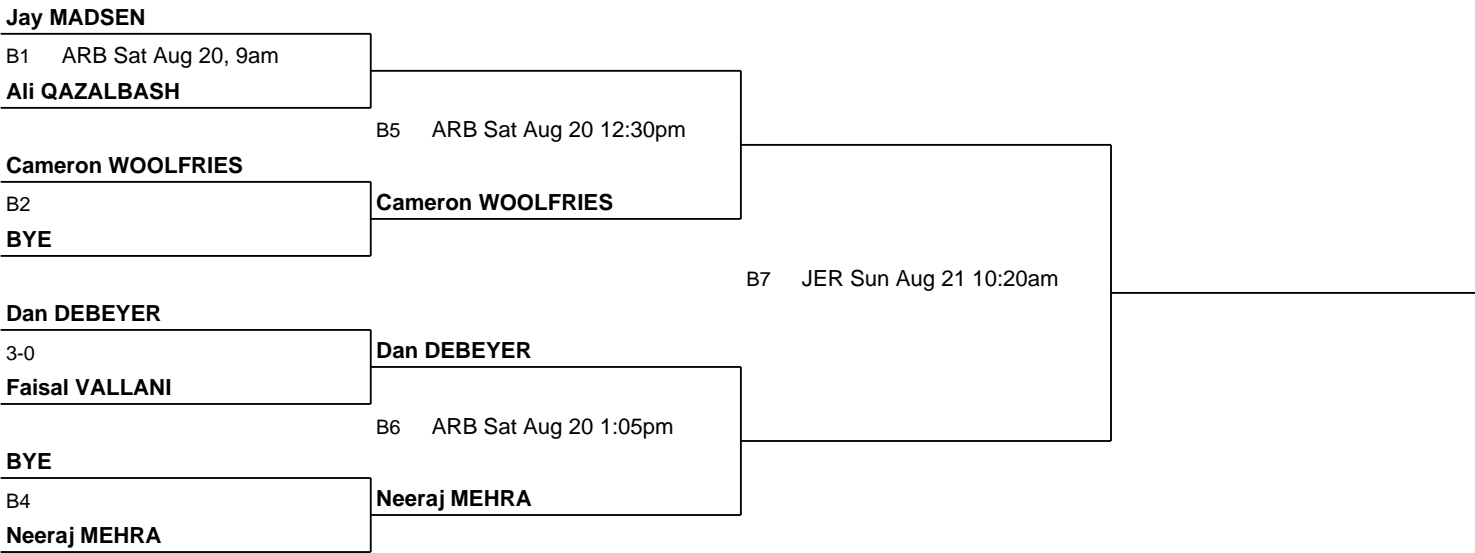 Jay MADSEN
B1 ARB Sat Aug 20, 9am
Ali QAZALBASH
B5 ARB Sat Aug 20 12:30pm
Cameron WOOLFRIES
B2 Cameron WOOLFRIES
BYE
B7 JER Sun Aug 21 10:20am
Dan DEBEYER
3-0 Dan DEBEYER
Faisal VALLANI
B6 ARB Sat Aug 20 1:05pm
BYE
B4 Neeraj MEHRA
Neeraj MEHRA